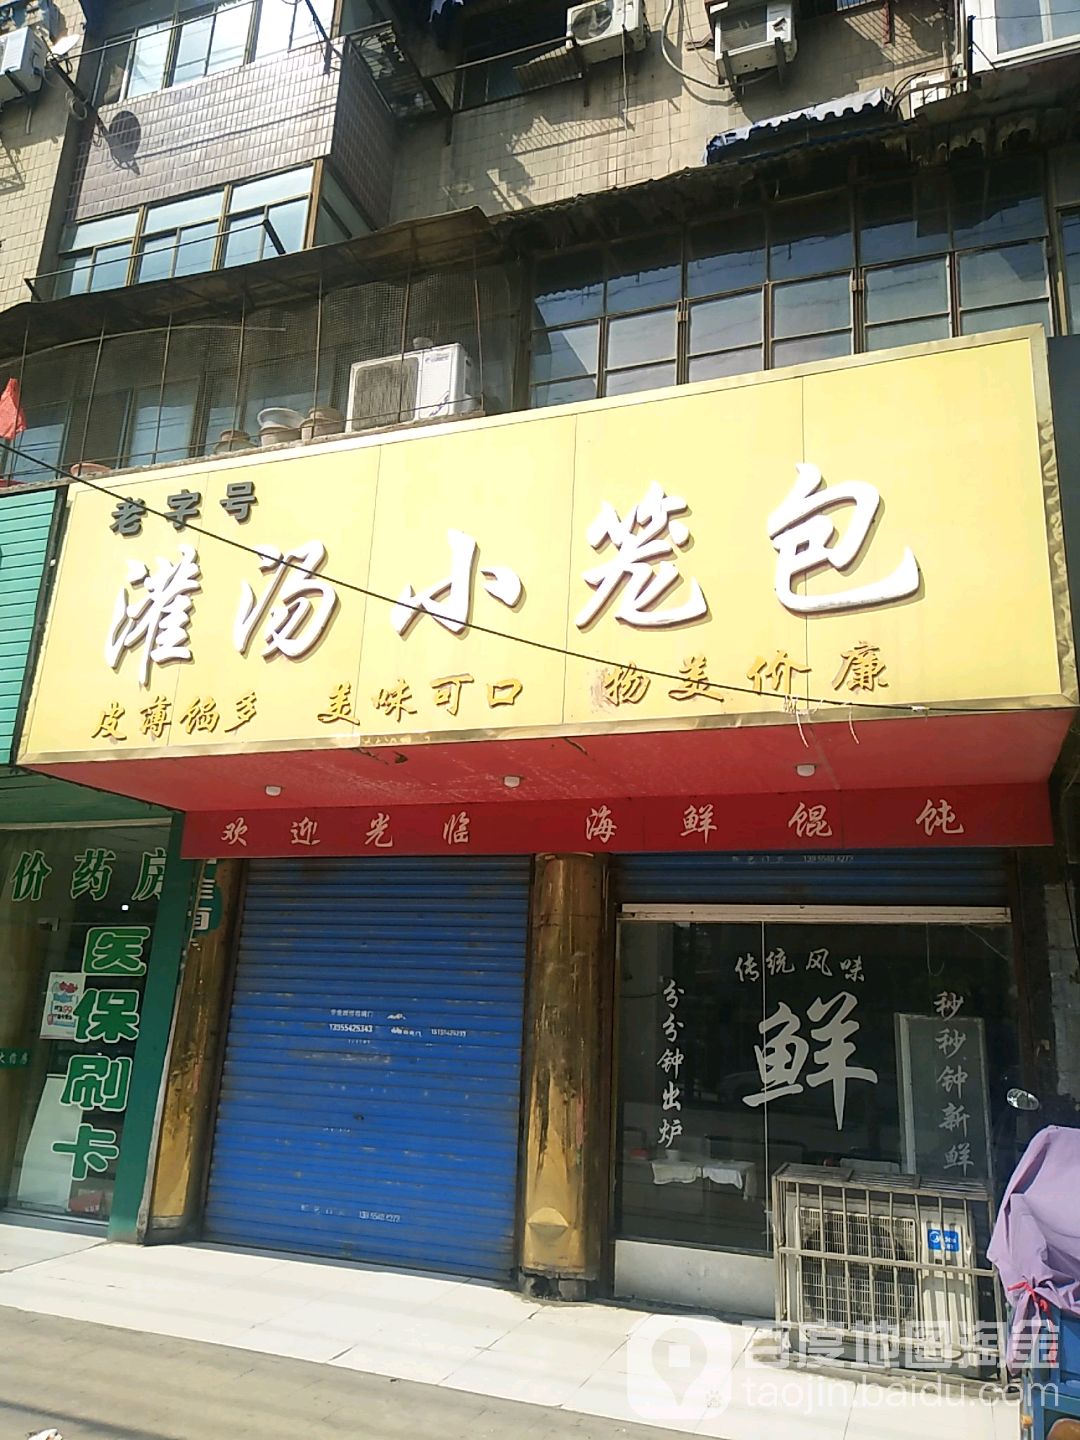 老字号
灌汤小笼包
皮薄馅多 美味可口 物美价廉
欢迎光临 海鲜馄饨
价药房
医保刷卡
13955425343
传统风味
鲜
分分钟出炉
秒秒钟新鲜
百度地图淘金
taojin.baidu.com